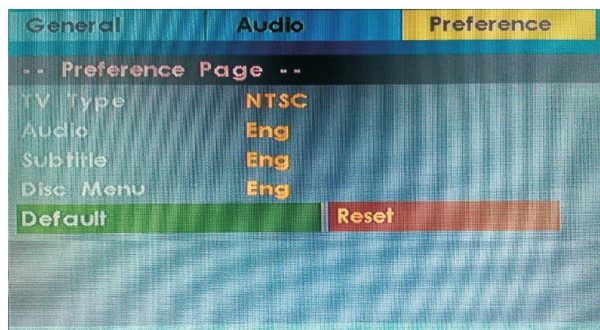 General Audio Preference
-- Preference Page --
TV Type NTSC
Audio Eng
Subtitle Eng
Disc Menu Eng
Default Reset